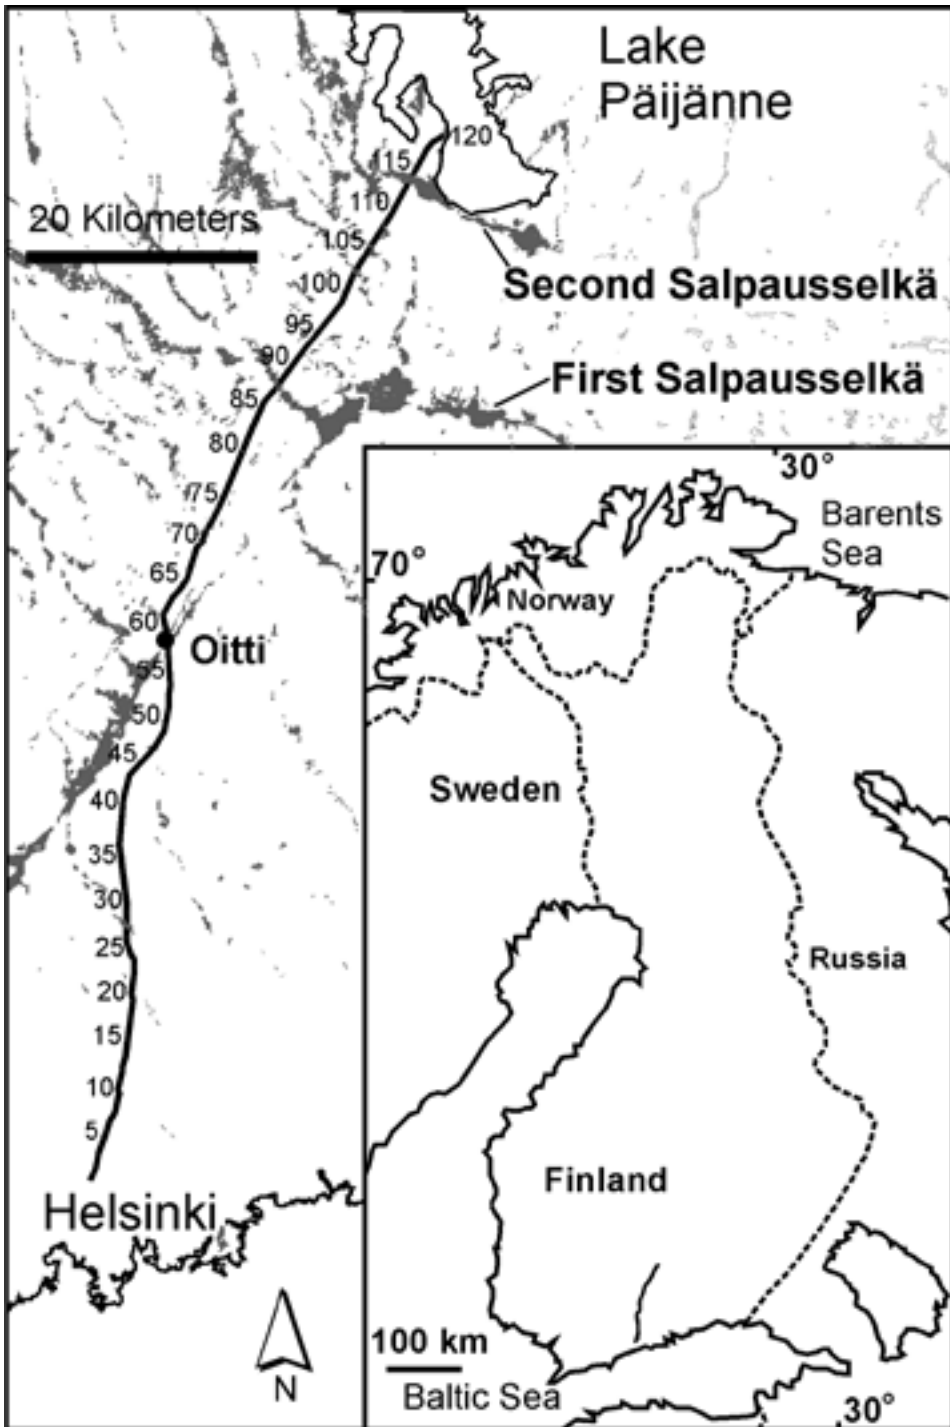 Lake
Päijänne
120
115
110
20 Kilometers
105
Second Salpausselkä
100
95
90
First Salpausselkä
85
80
75
70
65
60
Oitti
55
50
45
40
35
30
25
20
15
10
5
Helsinki
N
30°
Barents
Sea
70°
Norway
Sweden
Russia
Finland
100 km
Baltic Sea
30°